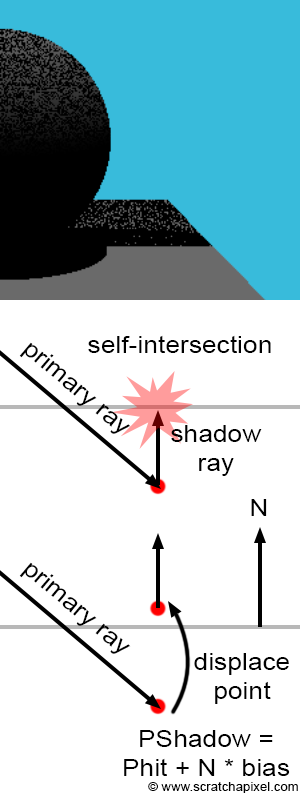 self-intersection
primary ray
shadow
ray
N
primary ray
displace
point
PShadow =
Phit + N * bias
© www.scratchapixel.com